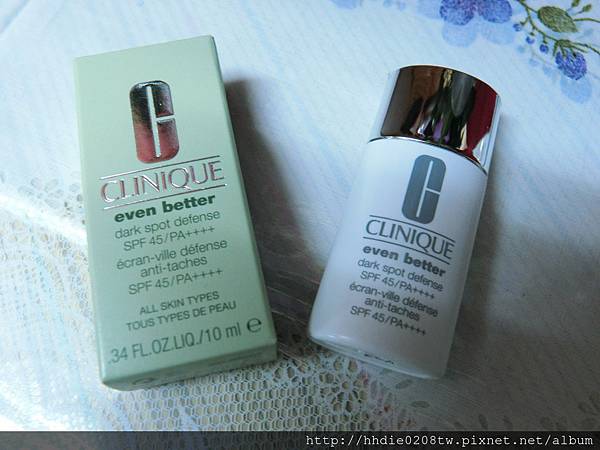 CLINIQUE
even better
dark spot defense
SPF 45/PA++++
écran-ville défense
anti-taches
SPF 45/PA++++
ALL SKIN TYPES
TOUS TYPES DE PEAU
.34 FL.OZ.LIQ./10 ml e
CLINIQUE
even better
dark spot defense
SPF 45/PA++++
écran-ville défense
anti-taches
SPF 45/PA++++
http://hhdie0208tw.pixnet.net/album